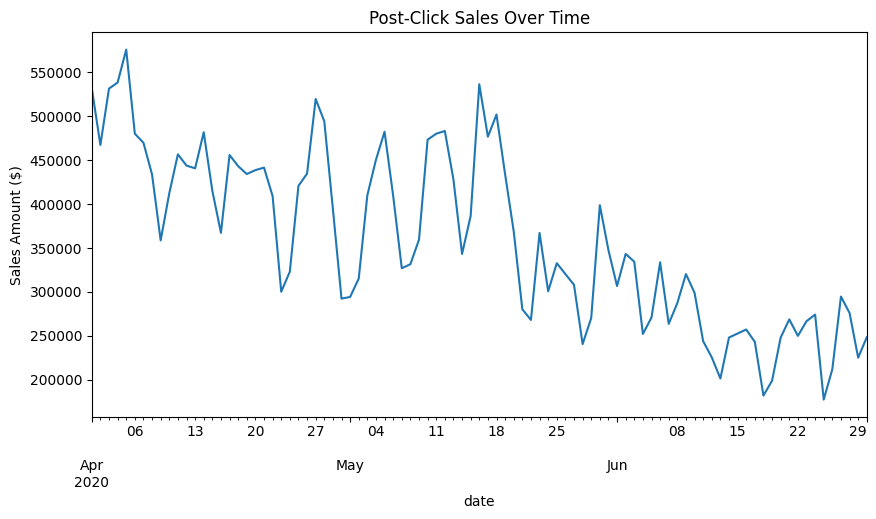 Post-Click Sales Over Time
Sales Amount ($)
550000
500000
450000
400000
350000
300000
250000
200000
06 13 20 27 04 11 18 25 08 15 22 29
Apr May Jun
2020
date